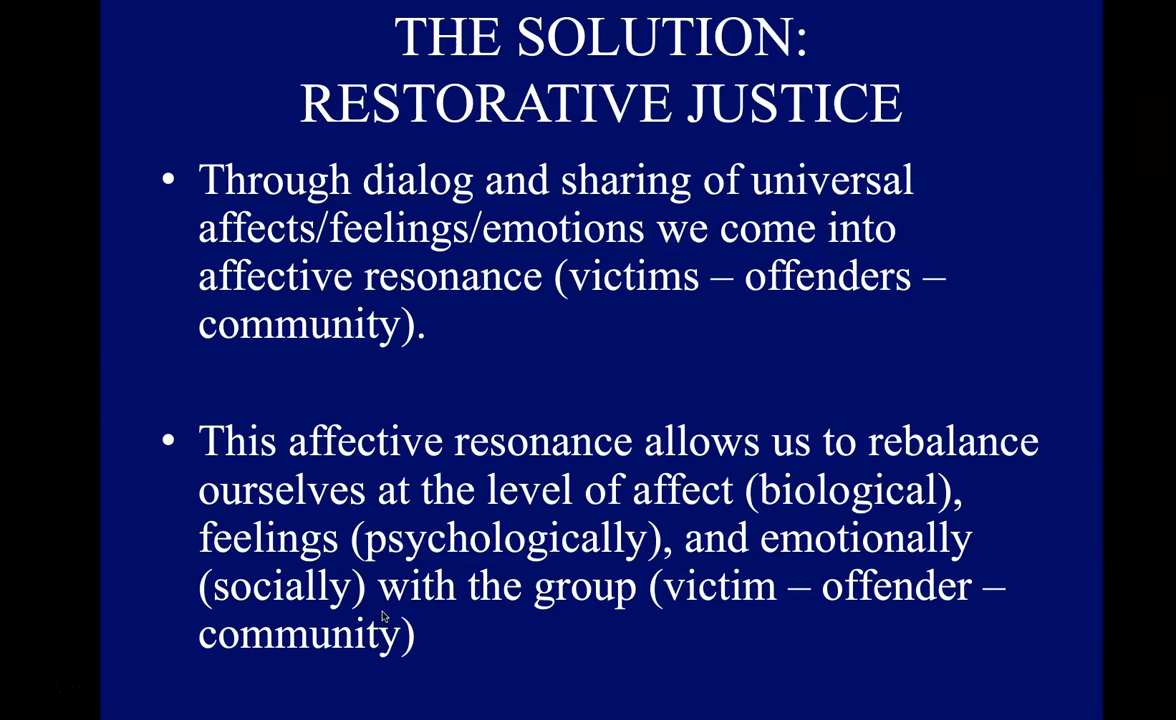 THE SOLUTION:
RESTORATIVE JUSTICE
• Through dialog and sharing of universal
affects/feelings/emotions we come into
affective resonance (victims – offenders –
community).
• This affective resonance allows us to rebalance
ourselves at the level of affect (biological),
feelings (psychologically), and emotionally
(socially) with the group (victim – offender –
community)